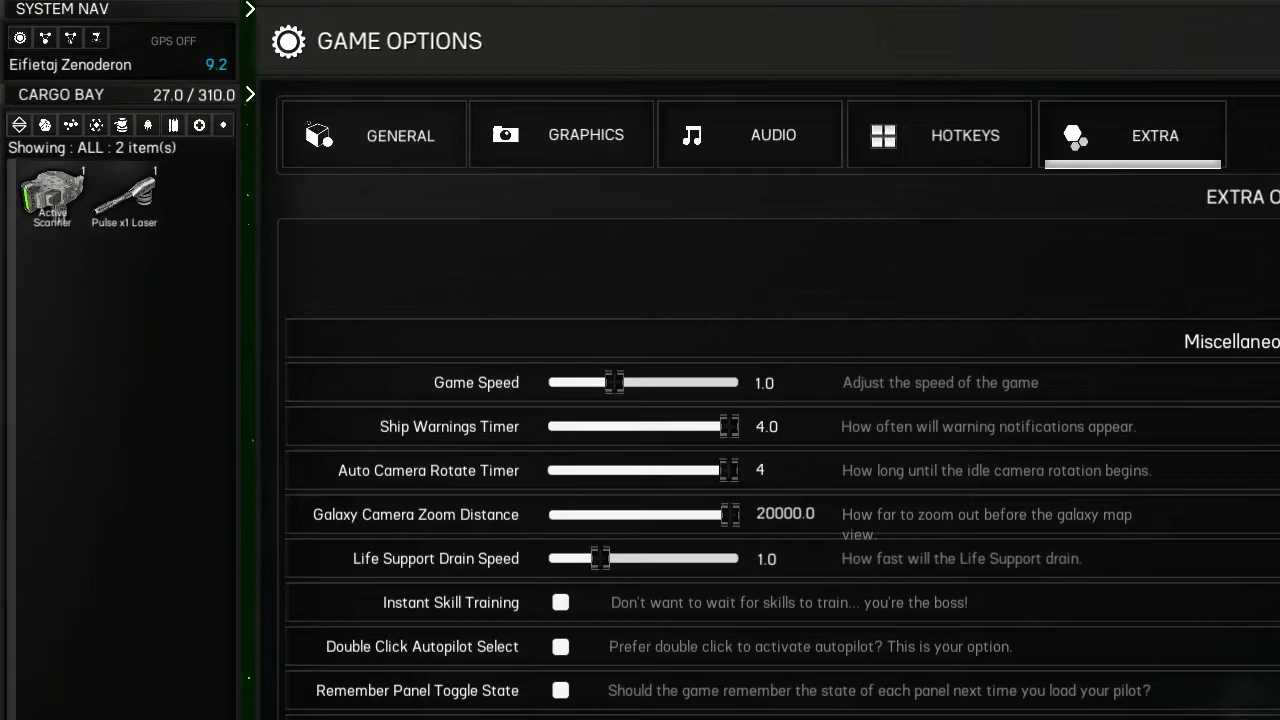 SYSTEM NAV
GPS OFF
Eifietaj Zenoderon 9.2
CARGO BAY 27.0 / 310.0
Showing : ALL : 2 item(s)
1 1
Active
Scanner Pulse x1 Laser
GAME OPTIONS
GENERAL GRAPHICS AUDIO HOTKEYS EXTRA
EXTRA O
Miscellaneo
Game Speed 1.0 Adjust the speed of the game
Ship Warnings Timer 4.0 How often will warning notifications appear.
Auto Camera Rotate Timer 4 How long until the idle camera rotation begins.
Galaxy Camera Zoom Distance 20000.0 How far to zoom out before the galaxy map
view.
Life Support Drain Speed 1.0 How fast will the Life Support drain.
Instant Skill Training Don't want to wait for skills to train... you're the boss!
Double Click Autopilot Select Prefer double click to activate autopilot? This is your option.
Remember Panel Toggle State Should the game remember the state of each panel next time you load your pilot?